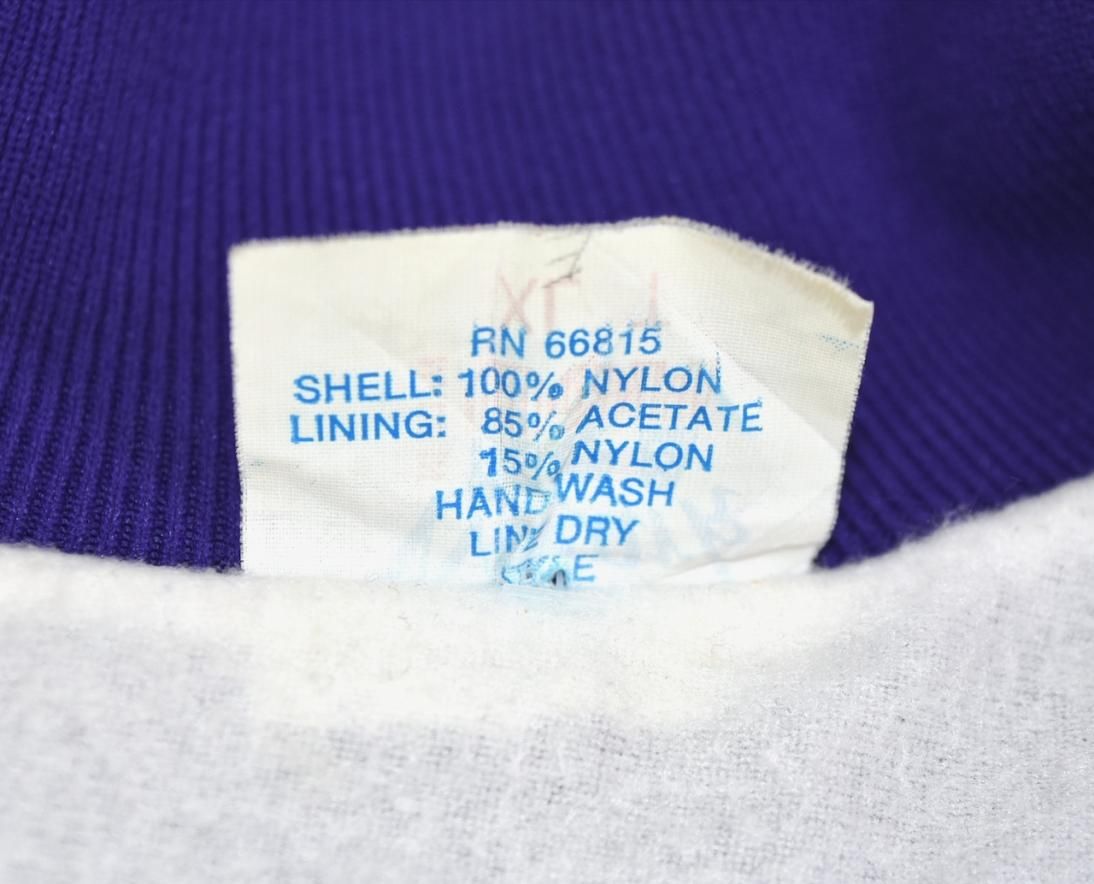 RN 66815
SHELL: 100% NYLON
LINING: 85% ACETATE
15% NYLON
HAND WASH
LINE DRY